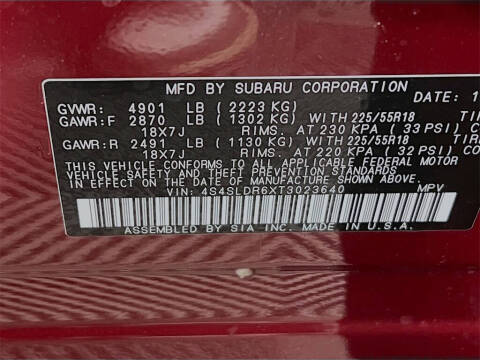 MFD BY SUBARU CORPORATION
GVWR: 4901 LB ( 2223 KG) DATE: 1
GAWR:F 2870 LB ( 1302 KG) WITH 225/55R18 TI
18X7J RIMS. AT 230 KPA ( 33 PSI) C
GAWR:R 2491 LB ( 1130 KG) WITH 225/55R18 TIR
18X7J RIMS. AT 220 KPA ( 32 PSI)
THIS VEHICLE CONFORMS TO ALL APPLICABLE FEDERAL MOTOR
VEHICLE SAFETY AND THEFT PREVENTION STANDARDS
IN EFFECT ON THE DATE OF MANUFACTURE SHOWN ABOVE.
VIN: 4S4SLDR6XT3023640 MPV
ASSEMBLED BY SIA INC. MADE IN U.S.A.